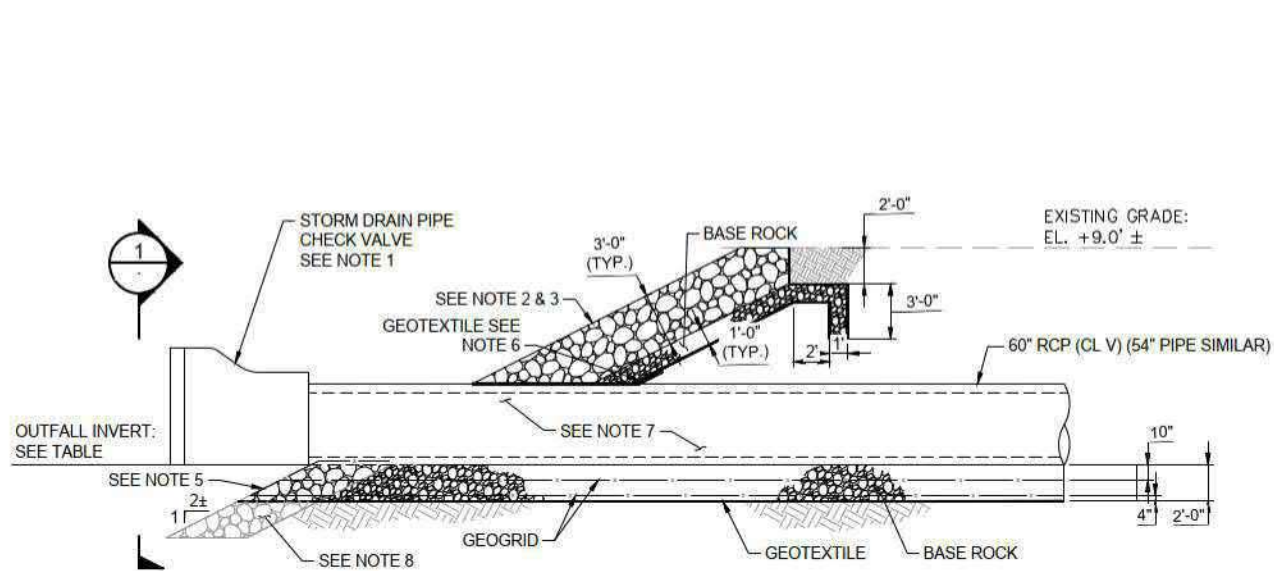 2'-0"
EXISTING GRADE:
EL. +9.0' ±
STORM DRAIN PIPE
CHECK VALVE
SEE NOTE 1
1
3'-0"
(TYP.)
BASE ROCK
SEE NOTE 2 & 3
3'-0"
GEOTEXTILE SEE
NOTE 6
1'-0"
(TYP.)
2'
1'
60" RCP (CL V) (54" PIPE SIMILAR)
OUTFALL INVERT:
SEE TABLE
SEE NOTE 7
10"
SEE NOTE 5
2±
1
4"
2'-0"
GEOGRID
GEOTEXTILE
BASE ROCK
SEE NOTE 8